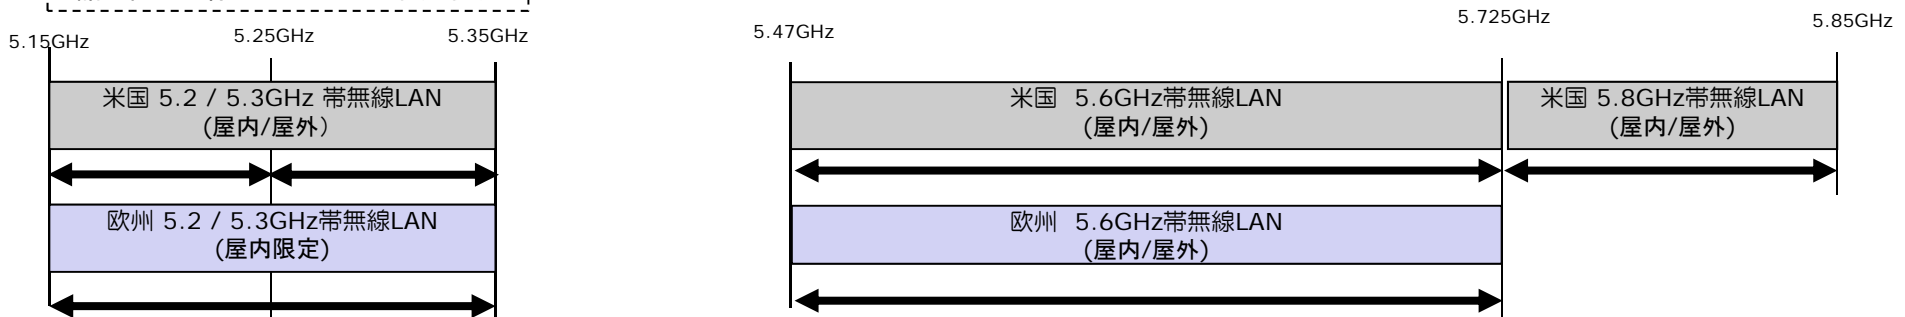 5.15GHz
5.25GHz
5.35GHz
5.47GHz
5.725GHz
5.85GHz
米国 5.2 / 5.3GHz 帯無線LAN
(屋内/屋外）
米国 5.6GHz帯無線LAN
(屋内/屋外)
米国 5.8GHz帯無線LAN
(屋内/屋外)
欧州 5.2 / 5.3GHz帯無線LAN
(屋内限定)
欧州 5.6GHz帯無線LAN
(屋内/屋外)